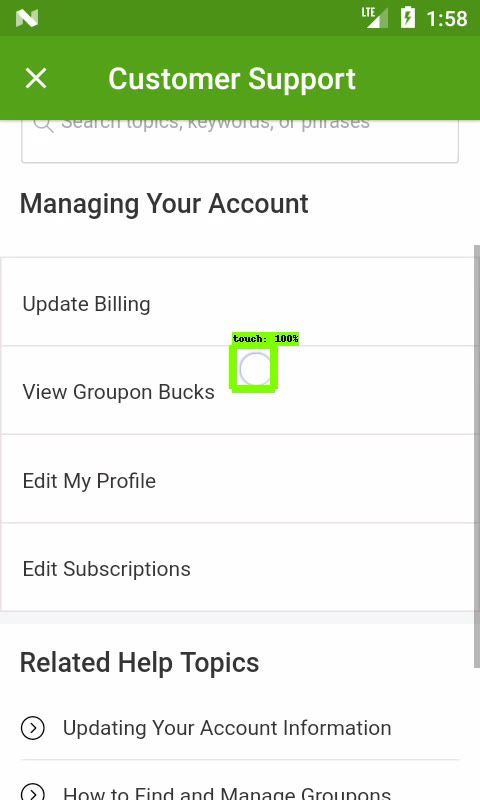 LTE 1:58
Customer Support
Search topics, keywords, or phrases
Managing Your Account
Update Billing
touch: 100%
View Groupon Bucks
Edit My Profile
Edit Subscriptions
Related Help Topics
Updating Your Account Information
How to Find and Manage Groupons